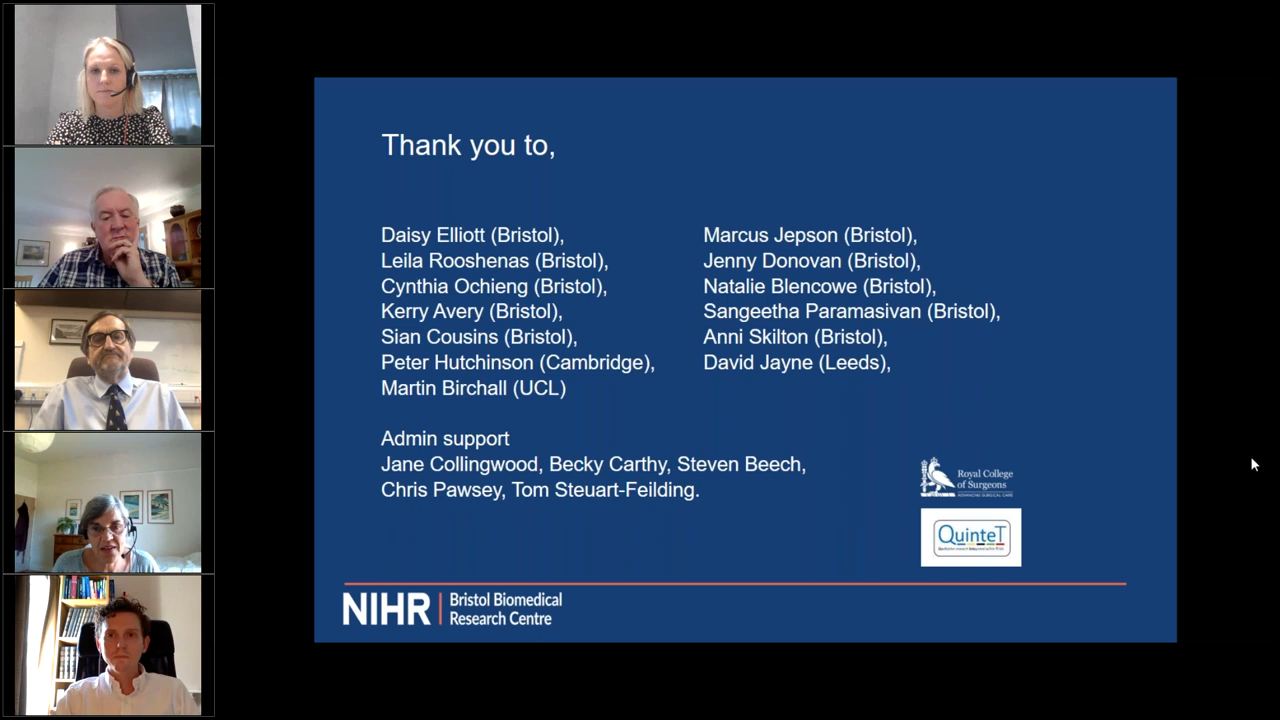 Thank you to,
Daisy Elliott (Bristol),
Leila Rooshenas (Bristol),
Cynthia Ochieng (Bristol),
Kerry Avery (Bristol),
Sian Cousins (Bristol),
Peter Hutchinson (Cambridge),
Martin Birchall (UCL)
Marcus Jepson (Bristol),
Jenny Donovan (Bristol),
Natalie Blencowe (Bristol),
Sangeetha Paramasivan (Bristol),
Anni Skilton (Bristol),
David Jayne (Leeds),
Admin support
Jane Collingwood, Becky Carthy, Steven Beech,
Chris Pawsey, Tom Steuart-Feilding.
Royal College
of Surgeons
ADVANCING SURGICAL CARE
QuinteT
NIHR
Bristol Biomedical
Research Centre